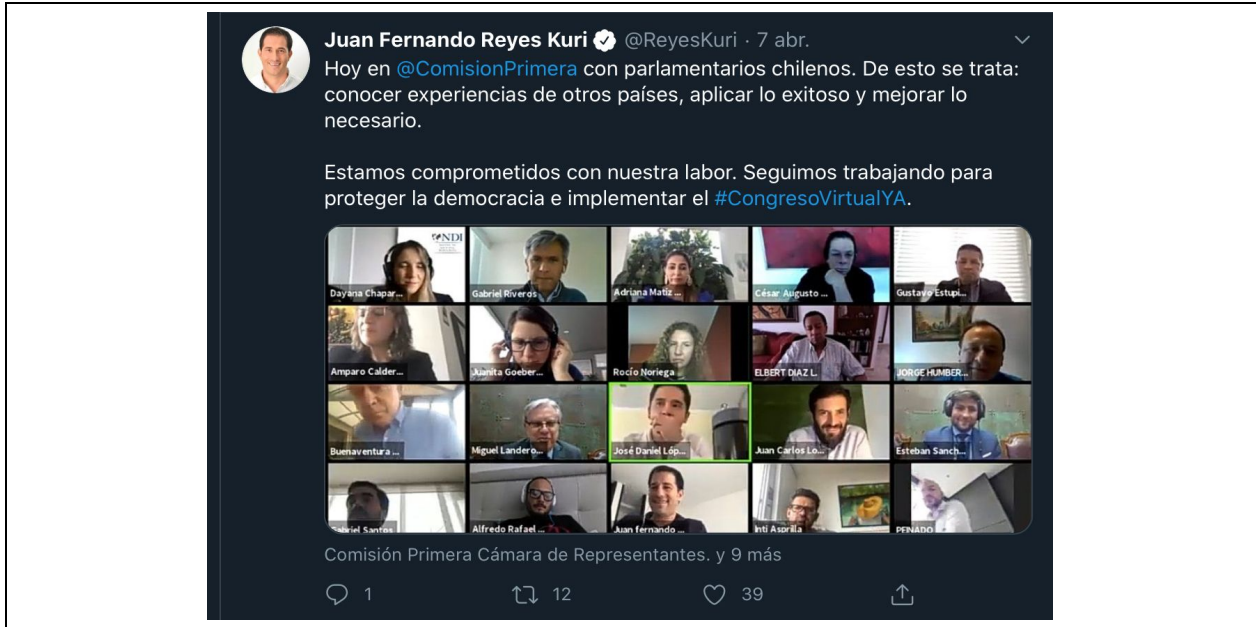 Juan Fernando Reyes Kuri @ReyesKuri · 7 abr.
Hoy en @ComisionPrimera con parlamentarios chilenos. De esto se trata:
conocer experiencias de otros países, aplicar lo exitoso y mejorar lo
necesario.
Estamos comprometidos con nuestra labor. Seguimos trabajando para
proteger la democracia e implementar el #CongresoVirtualYA.
NDI
Dayana Chapar...
Gabriel Riveros
Adriana Matiz ...
César Augusto ...
Gustavo Estupi...
Amparo Calder...
Juanita Goeber...
Rocío Noriega
ELBERT DIAZ L.
JORGE HUMBER...
Buenaventura ...
Miguel Landero...
José Daniel Lóp...
Juan Carlos Lo...
Esteban Sanch...
Gabriel Santos
Alfredo Rafael ...
Juan fernando ...
Inti Asprilla
PEINADO
Comisión Primera Cámara de Representantes. y 9 más
1
12
39